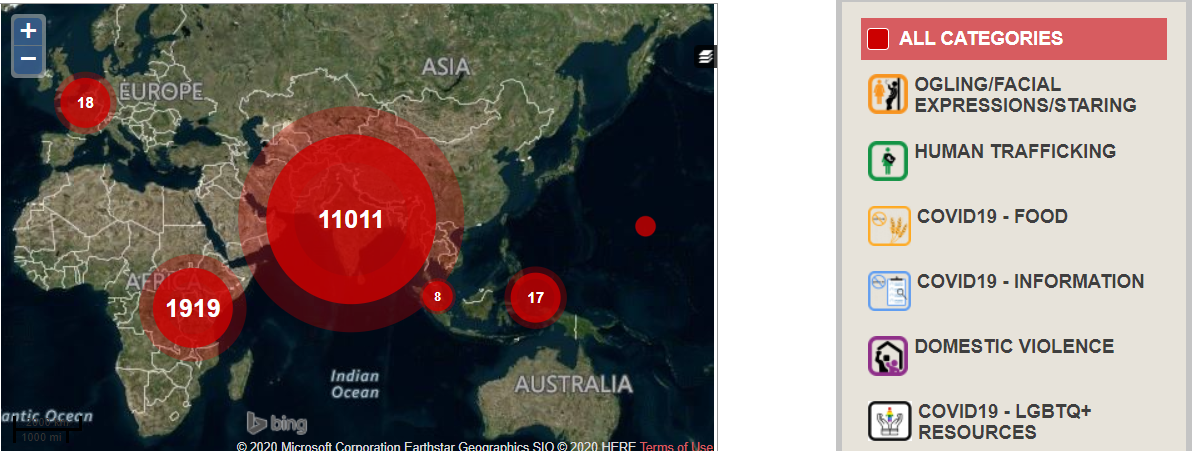 +
−
ASIA
EUROPE
18
11011
AFRICA
1919
8
17
Indian
Ocean
AUSTRALIA
antic Ocean
1000 mi
bing
© 2020 Microsoft Corporation Earthstar Geographics SIO © 2020 HERE Terms of Use
ALL CATEGORIES
OGLING/FACIAL
EXPRESSIONS/STARING
HUMAN TRAFFICKING
COVID19 - FOOD
COVID19 - INFORMATION
DOMESTIC VIOLENCE
COVID19 - LGBTQ+
RESOURCES